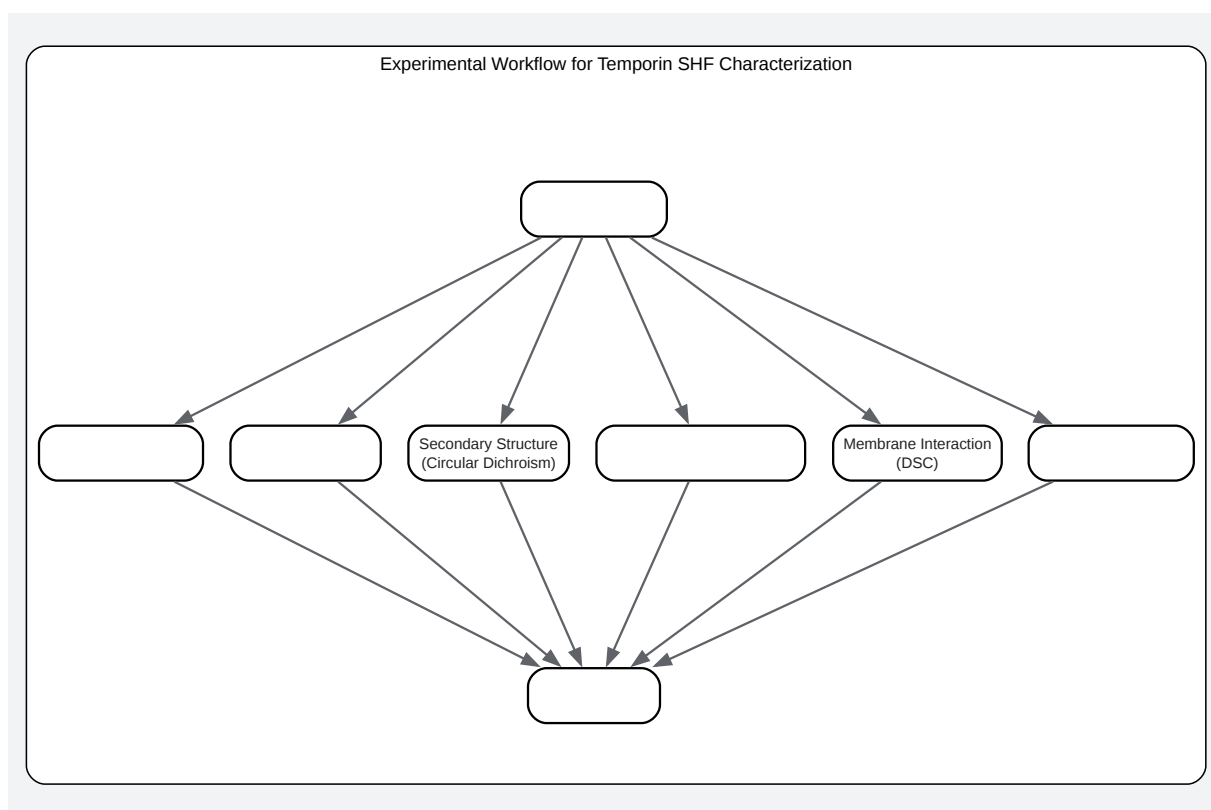 Experimental Workflow for Temporin SHF Characterization
Secondary Structure
(Circular Dichroism)
Membrane Interaction
(DSC)